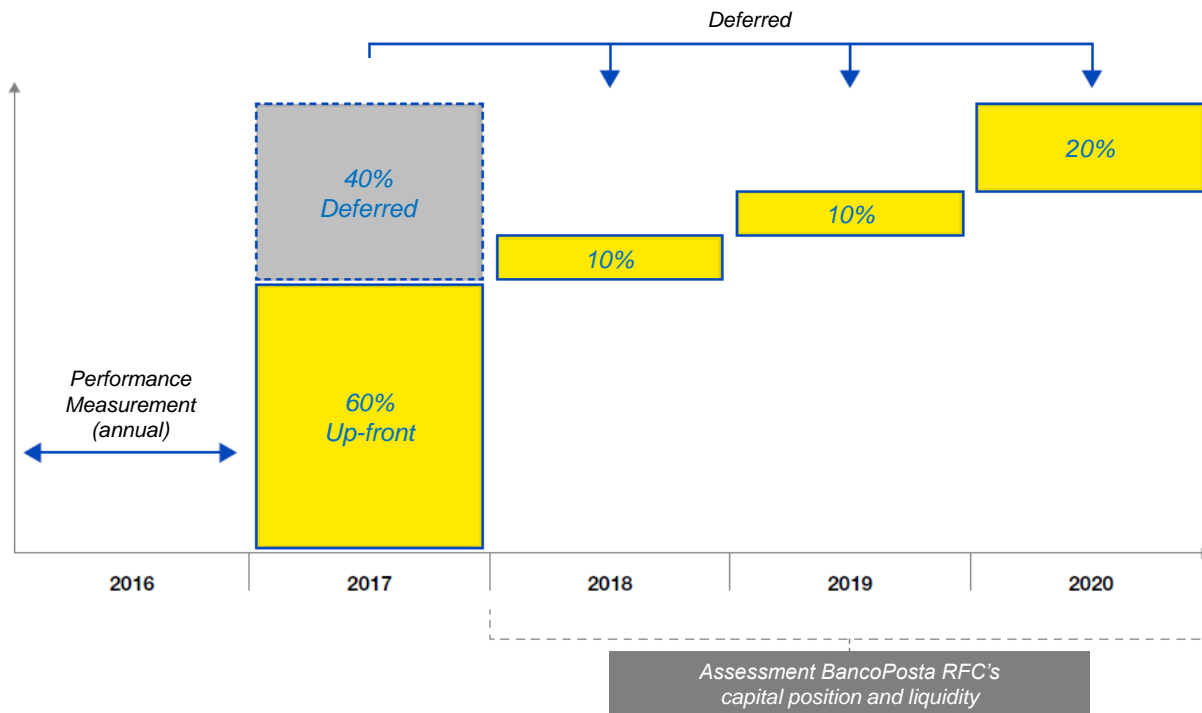 Deferred
40%
Deferred
20%
10%
10%
Performance
Measurement
(annual)
60%
Up-front
2016
2017
2018
2019
2020
Assessment BancoPosta RFC's
capital position and liquidity